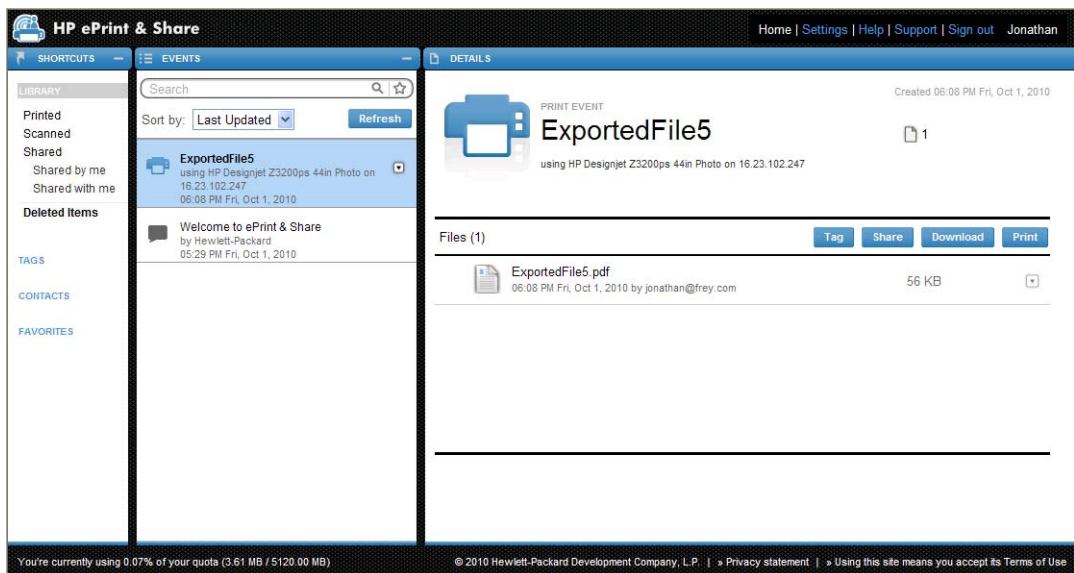 HP ePrint & Share
Home | Settings | Help | Support | Sign out Jonathan
SHORTCUTS
LIBRARY
Printed
Scanned
Shared
Shared by me
Shared with me
Deleted Items
TAGS
CONTACTS
FAVORITES
EVENTS
Search
Sort by: Last Updated Refresh
ExportedFile5
using HP Designjet Z3200ps 44in Photo on
16.23.102.247
06:08 PM Fri, Oct 1, 2010
Welcome to ePrint & Share
by Hewlett-Packard
05:29 PM Fri, Oct 1, 2010
DETAILS
Created 06:08 PM Fri, Oct 1, 2010
PRINT EVENT
ExportedFile5
1
using HP Designjet Z3200ps 44in Photo on 16.23.102.247
Files (1) Tag Share Download Print
ExportedFile5.pdf
06:08 PM Fri, Oct 1, 2010 by jonathan@frey.com
56 KB
You're currently using 0.07% of your quota (3.61 MB / 5120.00 MB)
© 2010 Hewlett-Packard Development Company, L.P. | » Privacy statement | » Using this site means you accept its Terms of Use